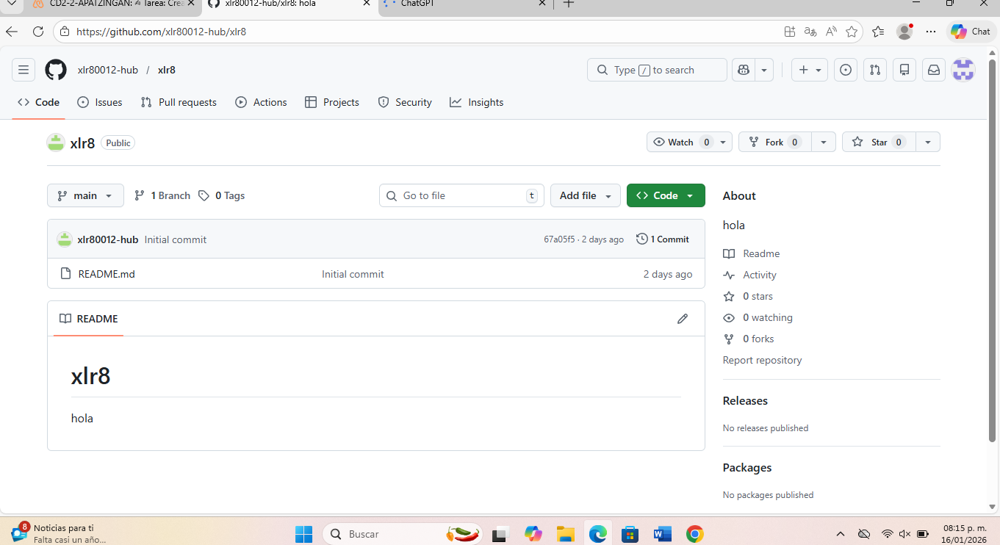 CD2-2-APATZINGAN: Tarea: Crea
xlr80012-hub/xlr8: hola
ChatGPT
https://github.com/xlr80012-hub/xlr8
Chat
xlr80012-hub / xlr8
Type / to search
Code Issues Pull requests Actions Projects Security Insights
xlr8 Public
Watch 0
Fork 0
Star 0
main
1 Branch
0 Tags
Go to file t
Add file
Code
xlr80012-hub Initial commit
67a05f5 · 2 days ago
1 Commit
README.md Initial commit 2 days ago
README
xlr8
hola
About
hola
Readme
Activity
0 stars
0 watching
0 forks
Report repository
Releases
No releases published
Packages
No packages published
8
Noticias para ti
Falta casi un año...
Buscar
08:15 p. m.
16/01/2026